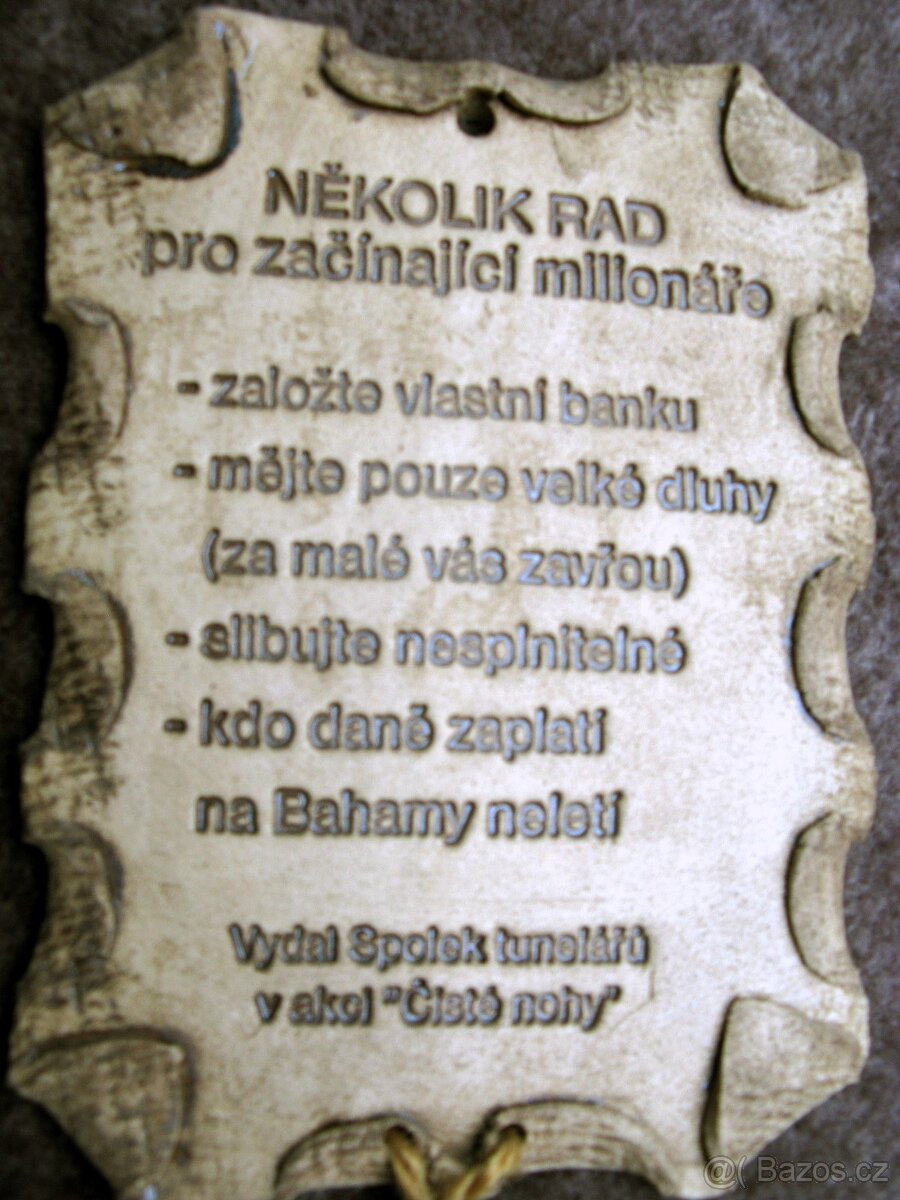 NĚKOLIK RAD
pro začínající milionáře
- založte vlastní banku
- mějte pouze velké dluhy
(za malé vás zavřou)
- slibujte nesplnitelné
- kdo daně zaplatí
na Bahamy neletí
Vydal Spolek tunelářů
v akci "Čisté nohy"
@( Bazos.cz